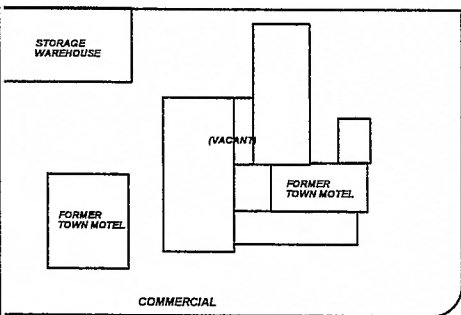 STORAGE
WAREHOUSE
(VACANT)
FORMER
TOWN MOTEL
FORMER
TOWN MOTEL
COMMERCIAL